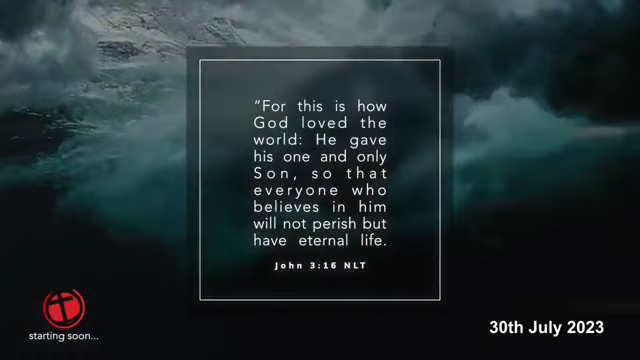 “For this is how
God loved the
world: He gave
his one and only
Son, so that
everyone who
believes in him
will not perish but
have eternal life.
John 3:16 NLT
starting soon...
30th July 2023